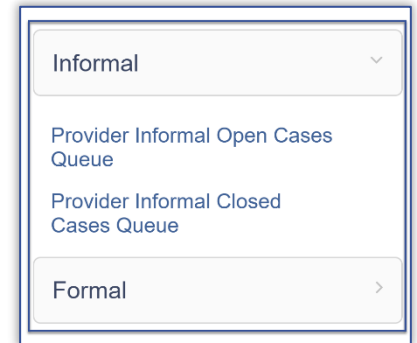 Informal
Provider Informal Open Cases
Queue
Provider Informal Closed
Cases Queue
Formal